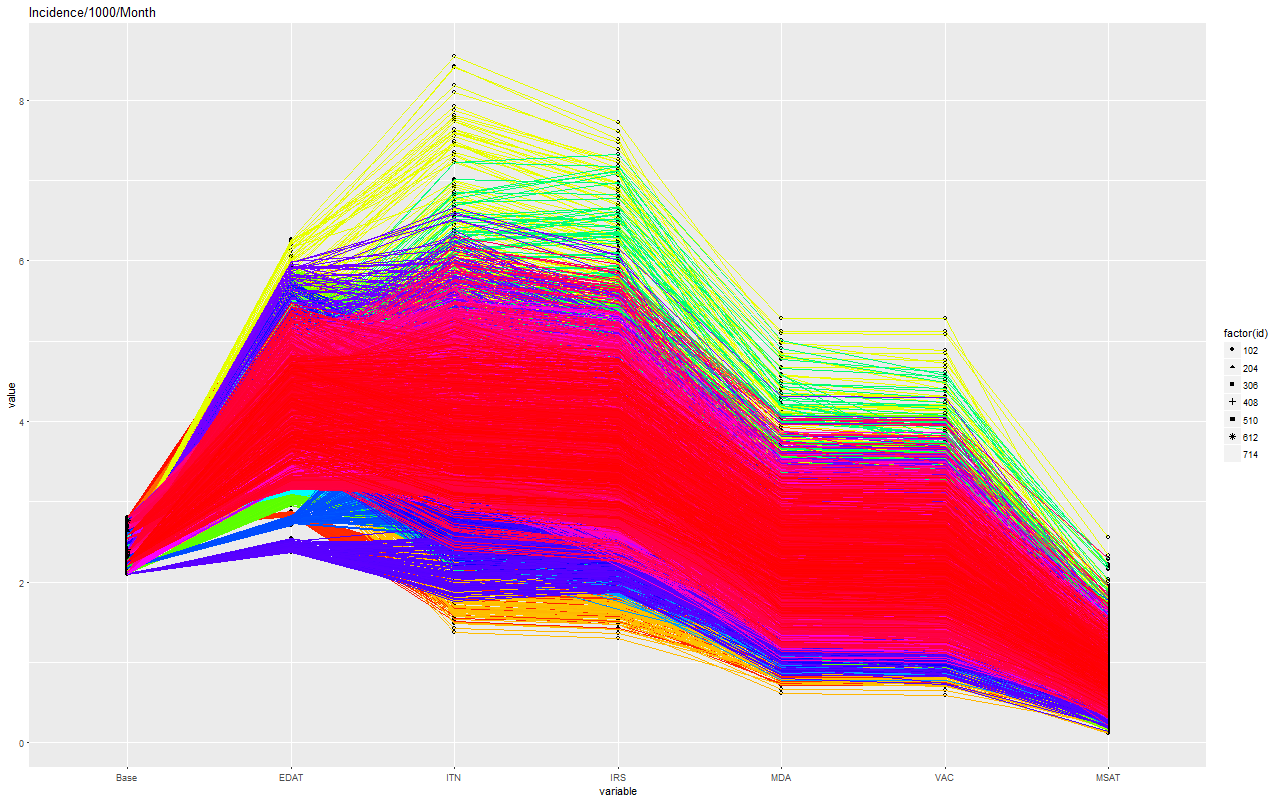 Incidence/1000/Month
value
8
6
4
2
0
Base EDAT ITN IRS MDA VAC MSAT
variable
factor(id)
102
204
306
408
510
612
714